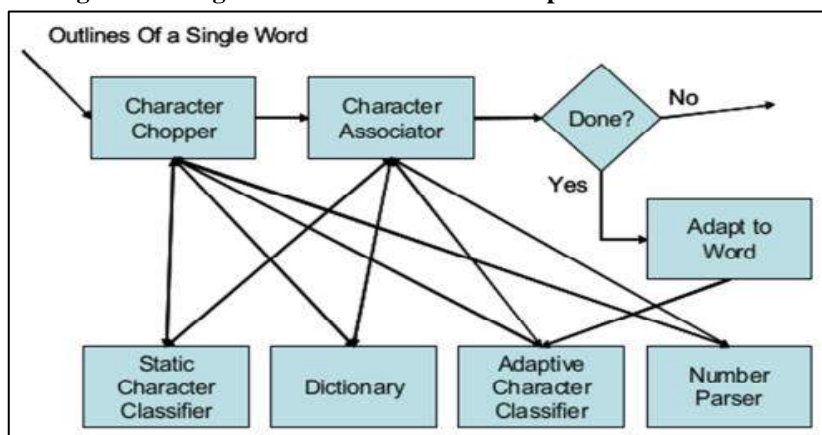 Outlines Of a Single Word
Character
Chopper
Character
Associator
Done?
No
Yes
Adapt to
Word
Static
Character
Classifier
Dictionary
Adaptive
Character
Classifier
Number
Parser